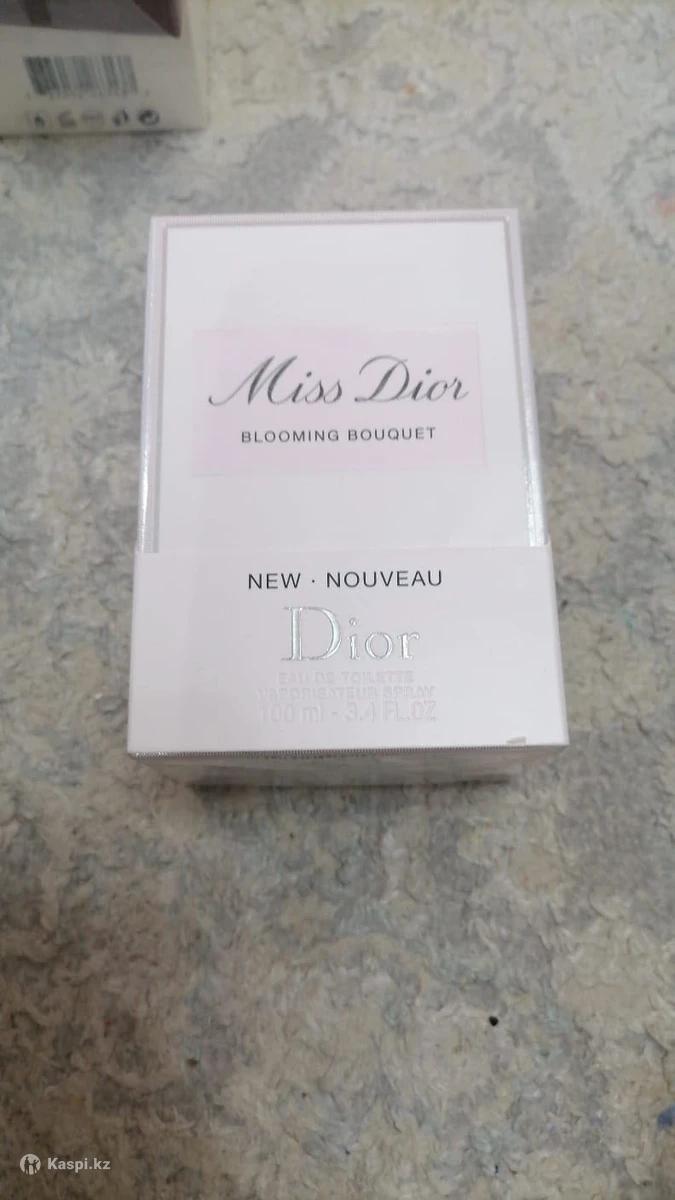 Miss Dior
BLOOMING BOUQUET
NEW · NOUVEAU
Dior
EAU DE TOILETTE
VAPORISATEUR SPRAY
100 ml - 3.4 FL.OZ
Kaspi.kz